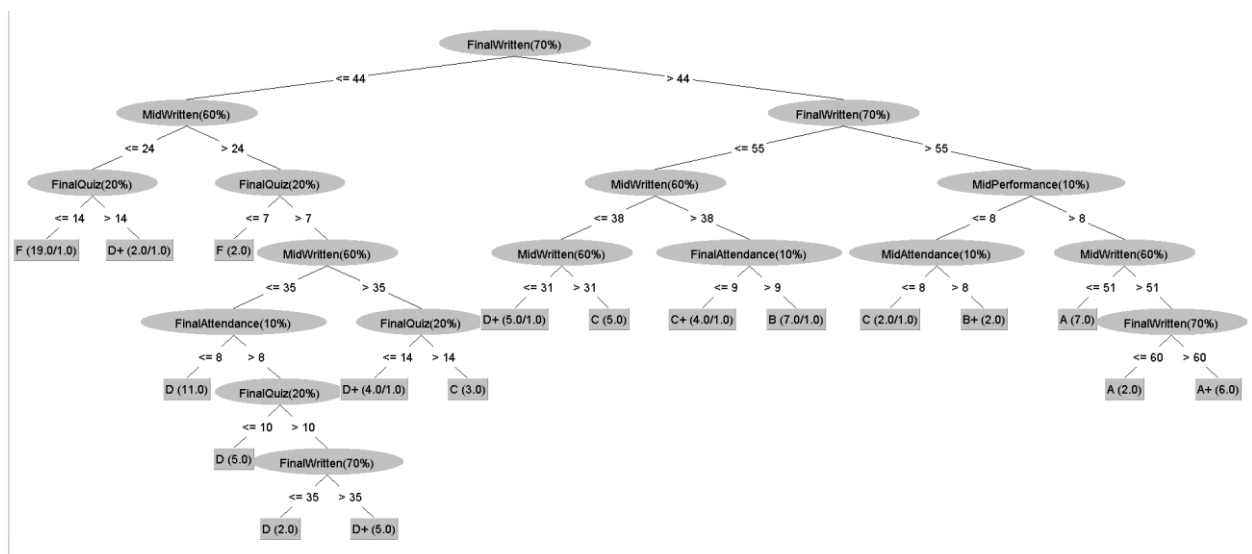 FinalWritten(70%)
<= 44 > 44
MidWritten(60%) FinalWritten(70%)
<= 24 > 24 <= 55 > 55
FinalQuiz(20%) FinalQuiz(20%) MidWritten(60%) MidPerformance(10%)
<= 14 > 14 <= 7 > 7 <= 38 > 38 <= 8 > 8
F (19.0/1.0) D+ (2.0/1.0) F (2.0) MidWritten(60%) MidWritten(60%) FinalAttendance(10%) MidAttendance(10%) MidWritten(60%)
<= 35 > 35 <= 31 > 31 <= 9 > 9 <= 8 > 8 <= 51 > 51
FinalAttendance(10%) FinalQuiz(20%) D+ (5.0/1.0) C (5.0) C+ (4.0/1.0) B (7.0/1.0) C (2.0/1.0) B+ (2.0) A (7.0) FinalWritten(70%)
<= 8 > 8 <= 14 > 14 <= 60 > 60
D (11.0) FinalQuiz(20%) D+ (4.0/1.0) C (3.0) A (2.0) A+ (6.0)
<= 10 > 10
D (5.0) FinalWritten(70%)
<= 35 > 35
D (2.0) D+ (5.0)